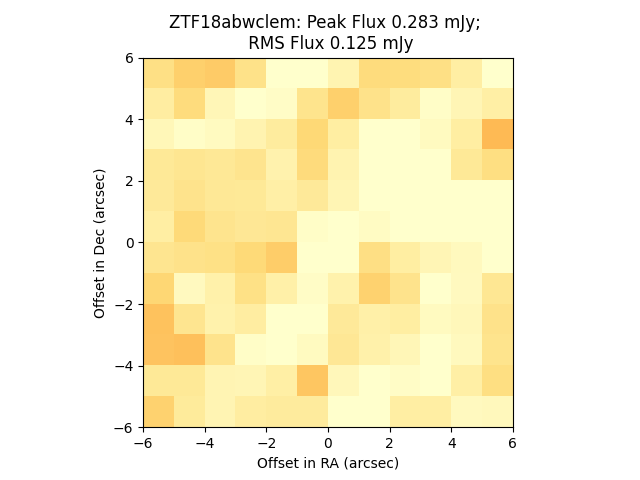 ZTF18abwclem: Peak Flux 0.283 mJy;
RMS Flux 0.125 mJy
6
4
2
0
−2
−4
−6
Offset in Dec (arcsec)
−6 −4 −2 0 2 4 6
Offset in RA (arcsec)